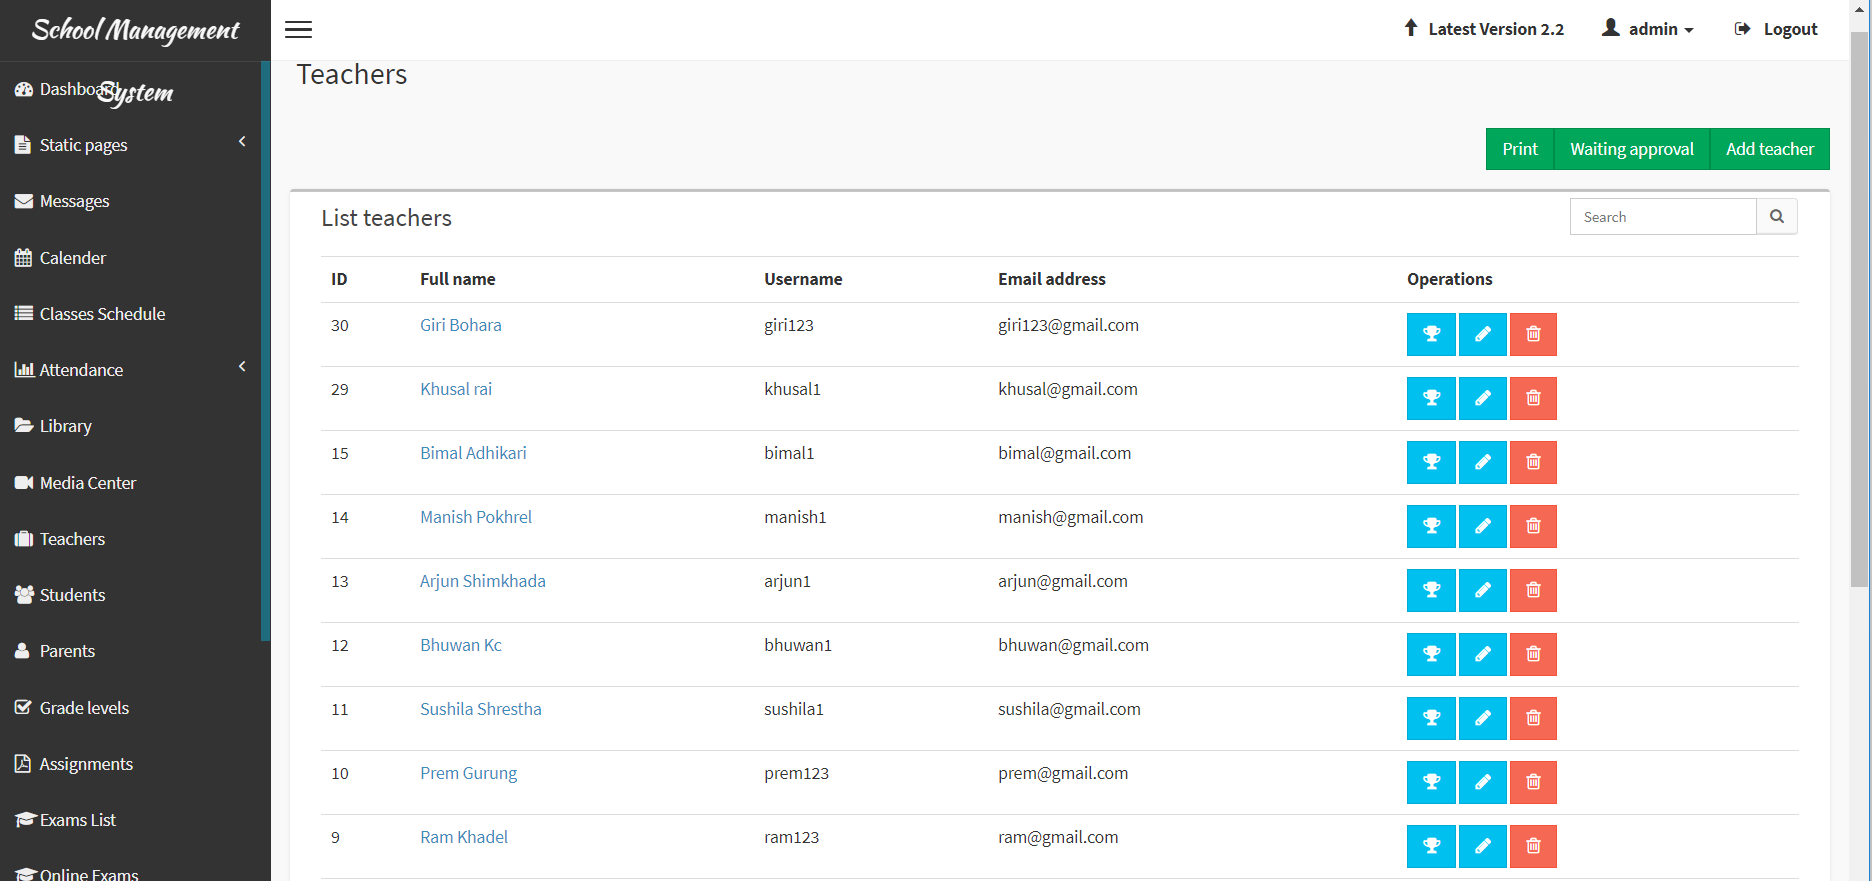 School Management
System
Latest Version 2.2 admin Logout
Dashboard
Static pages
Messages
Calender
Classes Schedule
Attendance
Library
Media Center
Teachers
Students
Parents
Grade levels
Assignments
Exams List
Online Exams
Teachers
Print Waiting approval Add teacher
List teachers
Search
ID Full name Username Email address Operations
30 Giri Bohara giri123 giri123@gmail.com
29 Khusal rai khusal1 khusal@gmail.com
15 Bimal Adhikari bimal1 bimal@gmail.com
14 Manish Pokhrel manish1 manish@gmail.com
13 Arjun Shimkhada arjun1 arjun@gmail.com
12 Bhuwan Kc bhuwan1 bhuwan@gmail.com
11 Sushila Shrestha sushila1 sushila@gmail.com
10 Prem Gurung prem123 prem@gmail.com
9 Ram Khadel ram123 ram@gmail.com